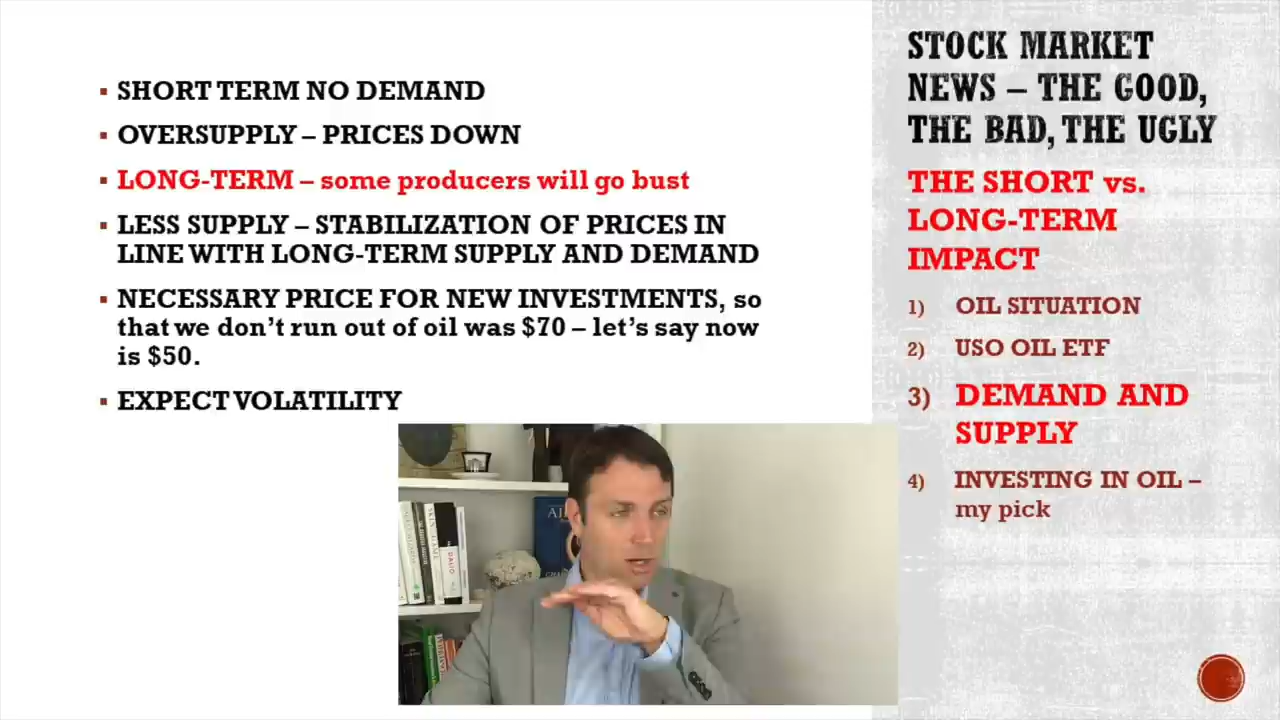 SHORT TERM NO DEMAND
OVERSUPPLY – PRICES DOWN
LONG-TERM – some producers will go bust
LESS SUPPLY – STABILIZATION OF PRICES IN
LINE WITH LONG-TERM SUPPLY AND DEMAND
NECESSARY PRICE FOR NEW INVESTMENTS, so
that we don't run out of oil was $70 – let's say now
is $50.
EXPECT VOLATILITY
STOCK MARKET
NEWS – THE GOOD,
THE BAD, THE UGLY
THE SHORT vs.
LONG-TERM
IMPACT
1) OIL SITUATION
2) USO OIL ETF
3) DEMAND AND
SUPPLY
4) INVESTING IN OIL –
my pick
DALIO